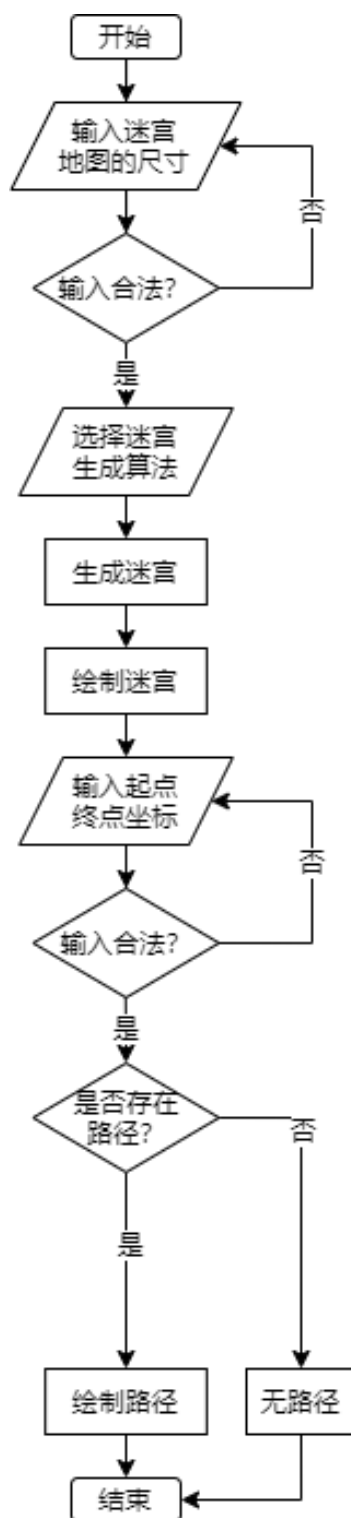 开始
输入迷宫
地图的尺寸
否
输入合法?
是
选择迷宫
生成算法
生成迷宫
绘制迷宫
输入起点
终点坐标
否
输入合法?
是
是否存在
路径?
否
是
绘制路径
无路径
结束